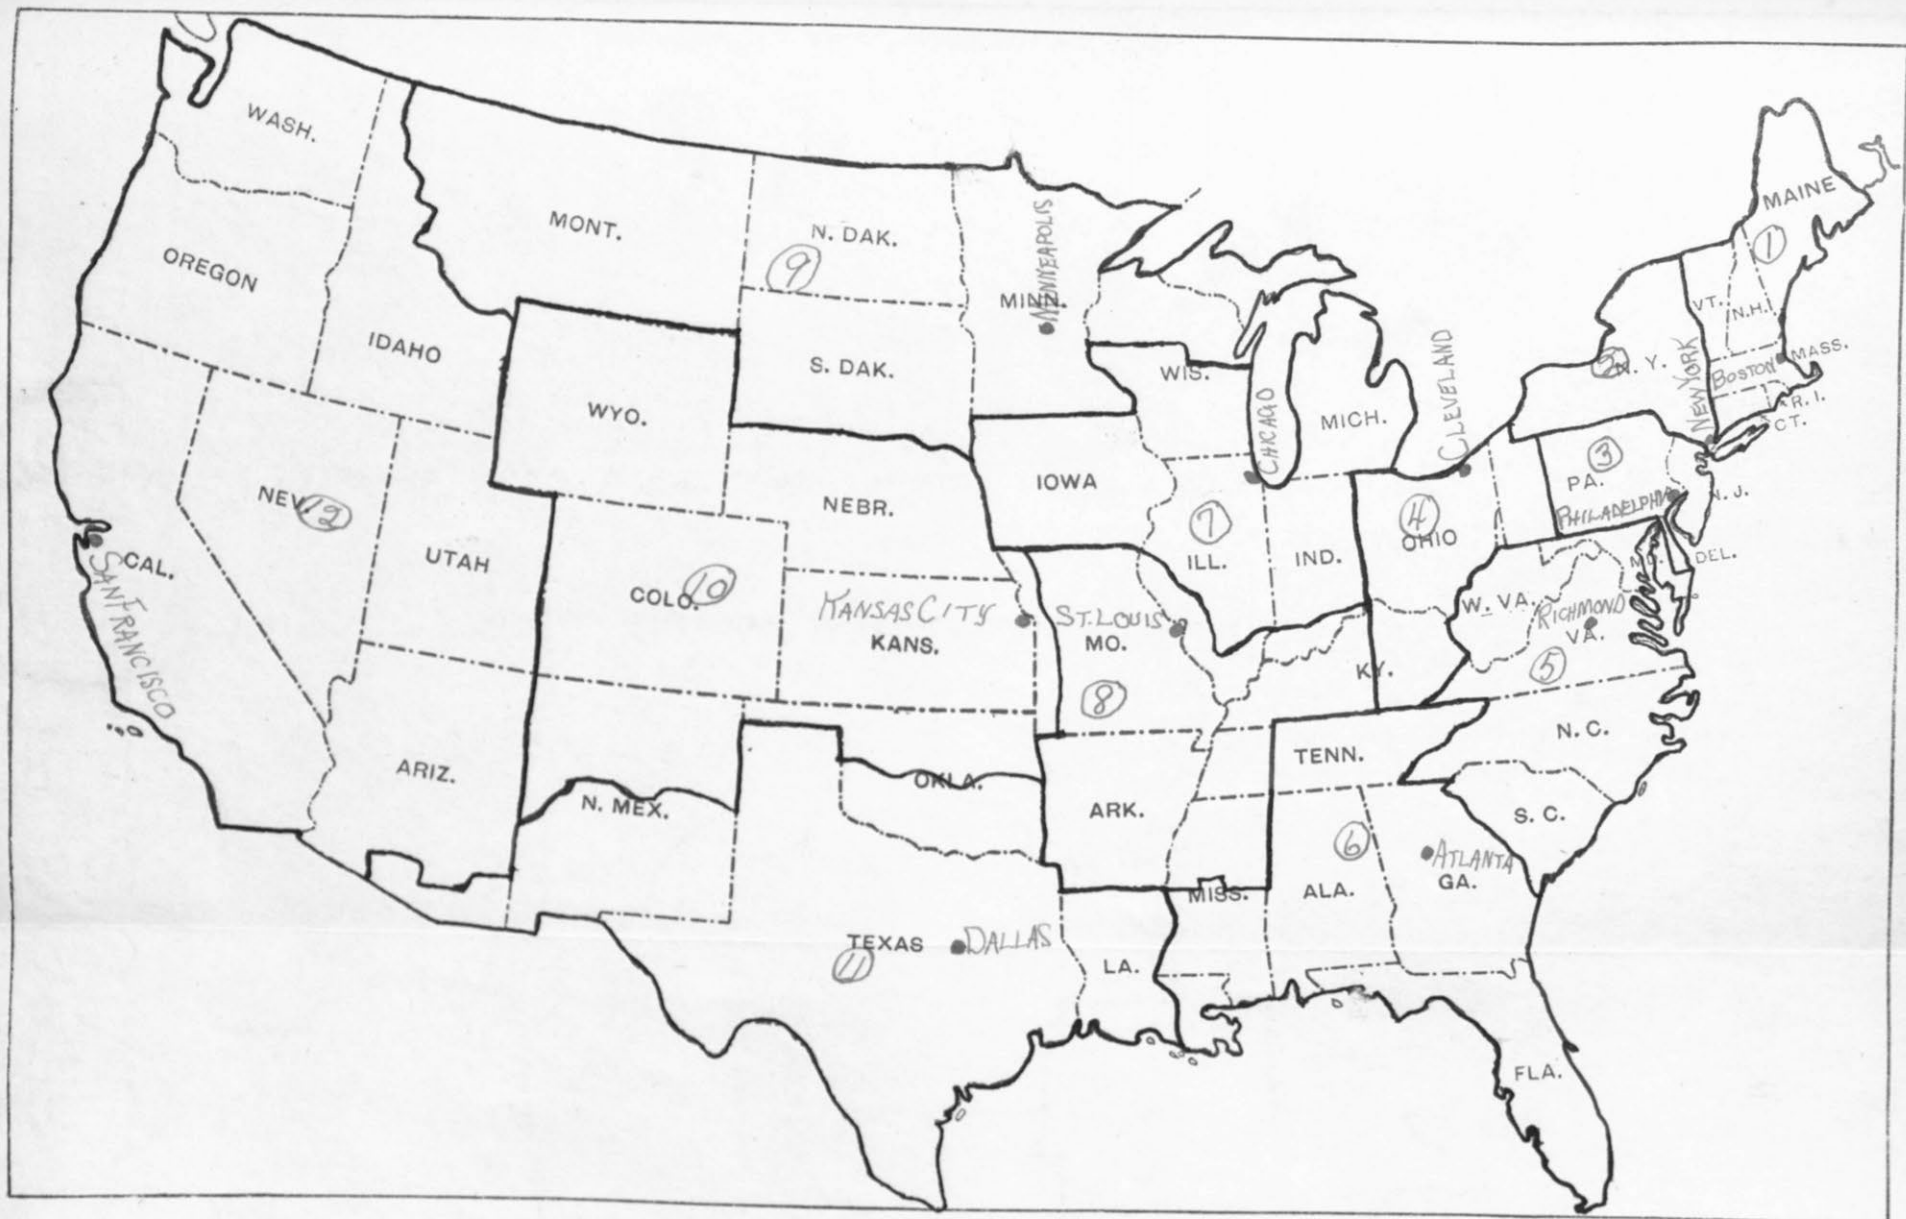 WASH.
MAINE
1
MONT.
N. DAK.
9
MINNEAPOLIS
MINN.
OREGON
IDAHO
VT.
N.H.
MASS.
BOSTON
N. Y.
NEW YORK
R. I.
CT.
S. DAK.
WIS.
CHICAGO
MICH.
CLEVELAND
WYO.
3
PA.
PHILADELPHIA
N. J.
IOWA
NEBR.
NEV.
12
7
ILL.
IND.
4
OHIO
MD.
DEL.
SAN FRANCISCO
CAL.
UTAH
COLO.
10
KANSAS CITY
KANS.
ST. LOUIS
MO.
8
W. VA.
RICHMOND
VA.
5
KY.
ARIZ.
N. MEX.
OKLA.
ARK.
TENN.
N. C.
S. C.
6
ATLANTA
GA.
ALA.
MISS.
TEXAS
DALLAS
11
LA.
FLA.